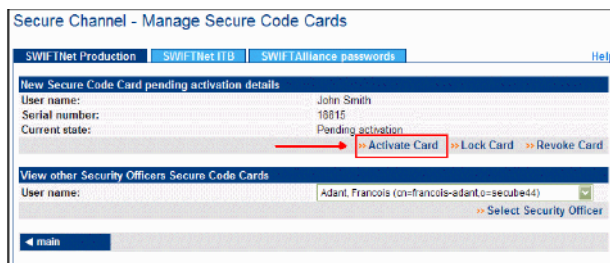 Secure Channel - Manage Secure Code Cards
SWIFTNet Production SWIFTNet ITB SWIFTAlliance passwords Help
New Secure Code Card pending activation details
User name: John Smith
Serial number: 18815
Current state: Pending activation
»Activate Card »Lock Card »Revoke Card
View other Security Officers Secure Code Cards
User name: Adant, Francois (cn=francois-adant,o=secube44)
»Select Security Officer
◄ main